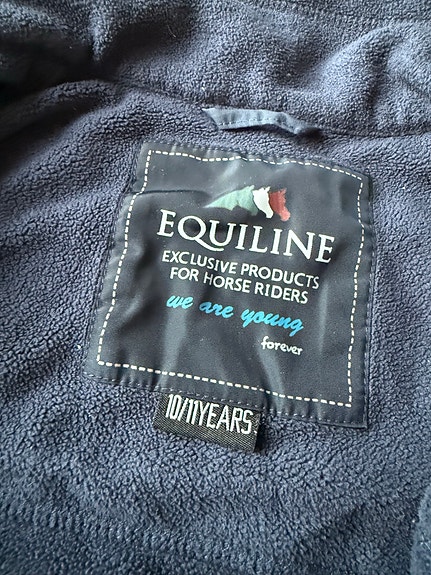 EQUILINE
EXCLUSIVE PRODUCTS
FOR HORSE RIDERS
we are young
forever
10/11YEARS